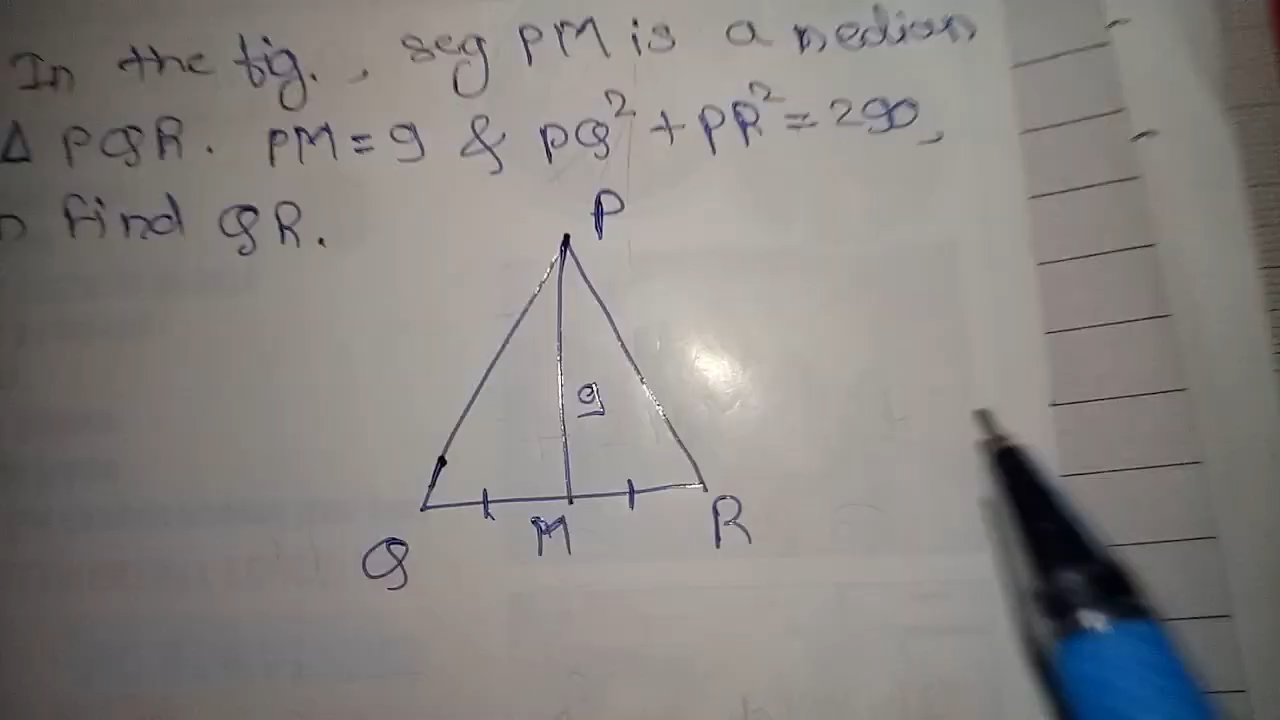 In the fig., seg PM is a median
Δ PQR. PM = 9 & PQ² + PR² = 290,
find QR.
P
9
Q M R